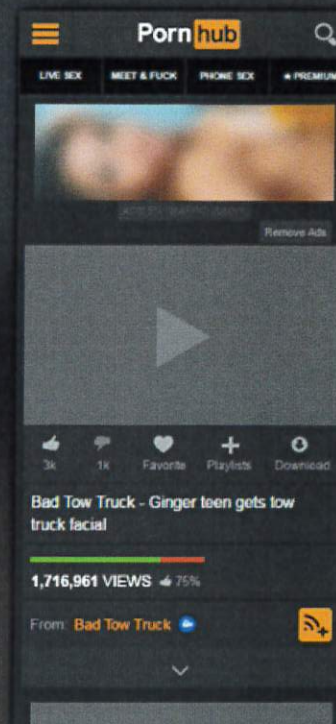 Porn hub
LIVE SEX MEET & FUCK PHONE SEX ★ PREMIUM
Remove Ads
3k 1k Favorite Playlists Download
Bad Tow Truck - Ginger teen gets tow
truck facial
1,716,961 VIEWS 75%
From: Bad Tow Truck